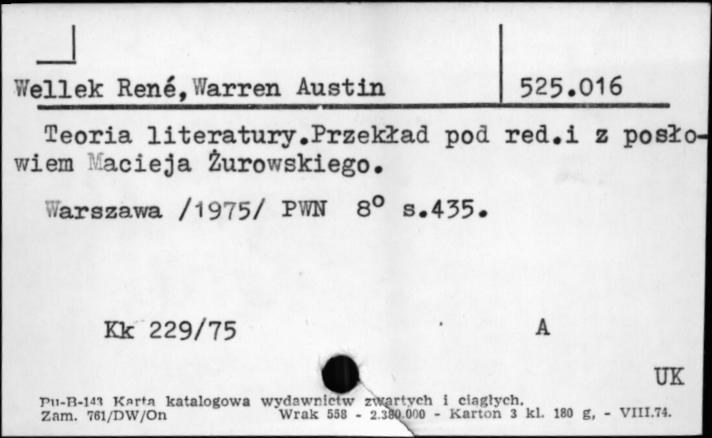 Wellek René, Warren Austin 525.016
Teoria literatury.Przekład pod red.i z posło-
wiem Macieja Żurowskiego.
Warszawa /1975/ PWN 8° s.435.
Kk 229/75 A
UK
Pu-B-143 Karta katalogowa wydawnictw zwartych i ciągłych.
Zam. 761/DW/On Wrak 558 - 2.380.000 - Karton 3 kl. 180 g, - VIII.74.